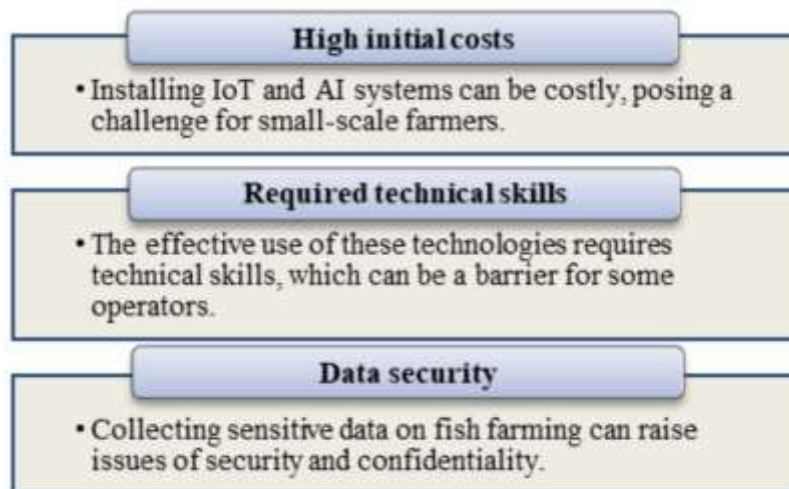 High initial costs
• Installing IoT and AI systems can be costly, posing a
challenge for small-scale farmers.
Required technical skills
• The effective use of these technologies requires
technical skills, which can be a barrier for some
operators.
Data security
• Collecting sensitive data on fish farming can raise
issues of security and confidentiality.